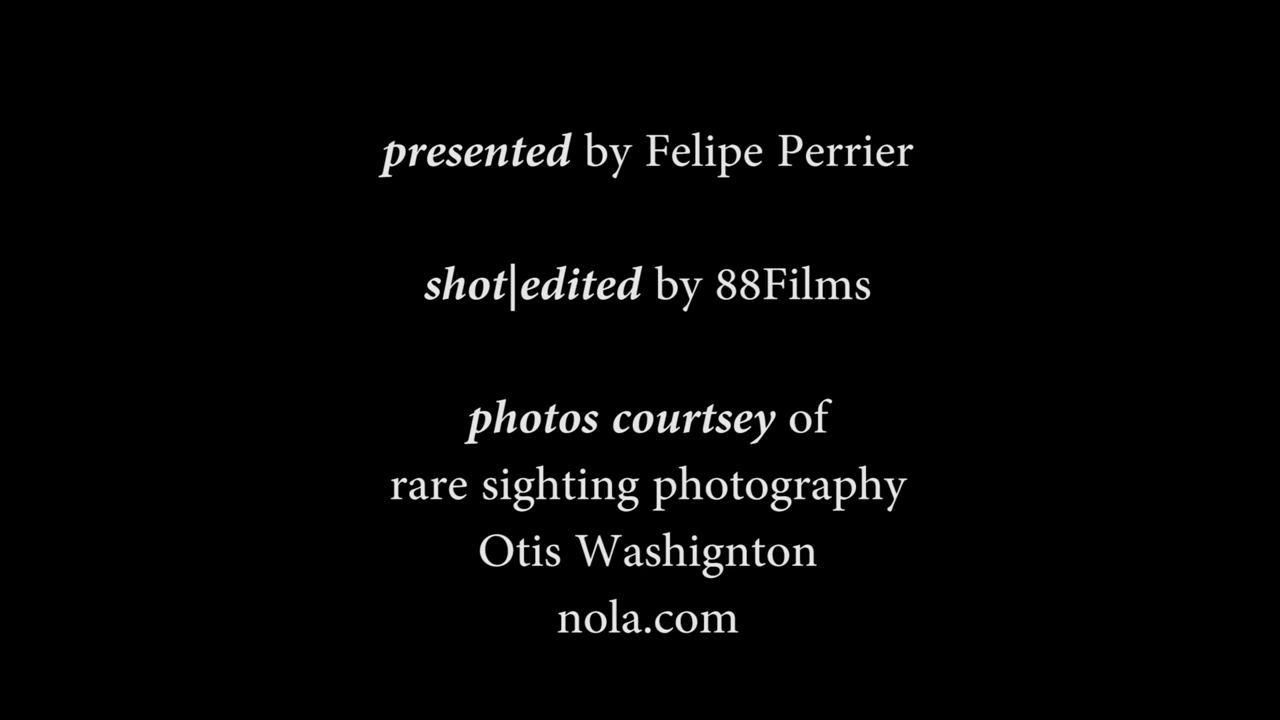 presented by Felipe Perrier
shot|edited by 88Films
photos courtsey of
rare sighting photography
Otis Washignton
nola.com